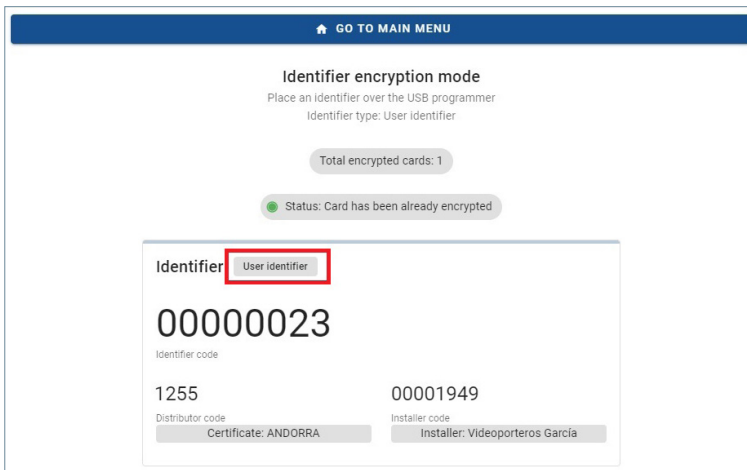 GO TO MAIN MENU
Identifier encryption mode
Place an identifier over the USB programmer
Identifier type: User identifier
Total encrypted cards: 1
Status: Card has been already encrypted
Identifier User identifier
00000023
Identifier code
1255 00001949
Distributor code Installer code
Certificate: ANDORRA Installer: Videoporteros García